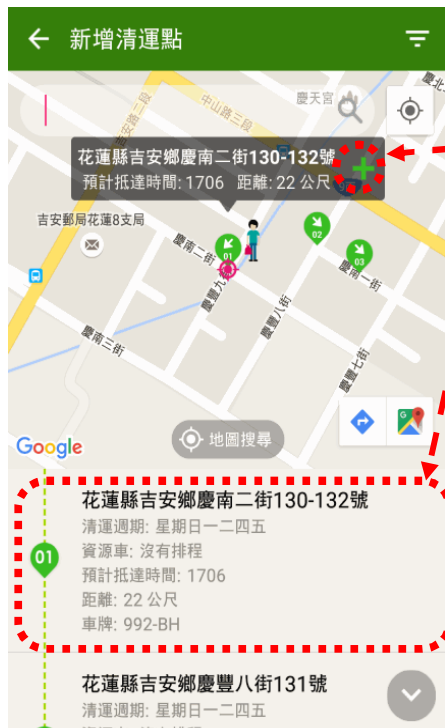 新增清運點
慶北
慶天宮
中山路三段
吉安路二段
花蓮縣吉安鄉慶南二街130-132號
預計抵達時間: 1706 距離: 22 公尺
吉安郵局花蓮8支局
慶南二街
01
02
03
慶南一街
慶豐九街
慶豐八街
慶南三街
慶豐七街
Google
地圖搜尋
花蓮縣吉安鄉慶南二街130-132號
清運週期: 星期日一二四五
01
資源車: 沒有排程
預計抵達時間: 1706
距離: 22 公尺
車牌: 992-BH
花蓮縣吉安鄉慶豐八街131號
清運週期: 星期日一二四五